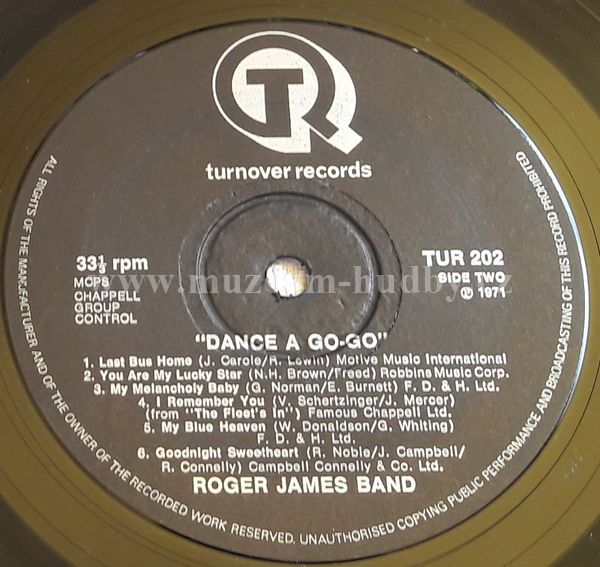 TR
turnover records
33⅓ rpm
MCPS
CHAPPELL
GROUP
CONTROL
TUR 202
SIDE TWO
Ⓟ 1971
www.muzeum-hudby.cz
"DANCE A GO-GO"
1. Last Bus Home (J. Carole/R. Lewin) Motive Music International
2. You Are My Lucky Star (N.H. Brown/Freed) Robbins Music Corp.
3. My Melancholy Baby (G. Norman/E. Burnett) F. D. & H. Ltd.
4. I Remember You (V. Schertzinger/J. Mercer)
(from "The Fleet's In") Famous Chappell Ltd.
5. My Blue Heaven (W. Donaldson/G. Whiting)
F. D. & H. Ltd.
6. Goodnight Sweetheart (R. Noble/J. Campbell/
R. Connelly) Campbell Connelly & Co. Ltd.
ROGER JAMES BAND
ALL RIGHTS OF THE MANUFACTURER AND OF THE OWNER OF THE RECORDED WORK RESERVED. UNAUTHORISED COPYING PUBLIC PERFORMANCE AND BROADCASTING OF THIS RECORD PROHIBITED